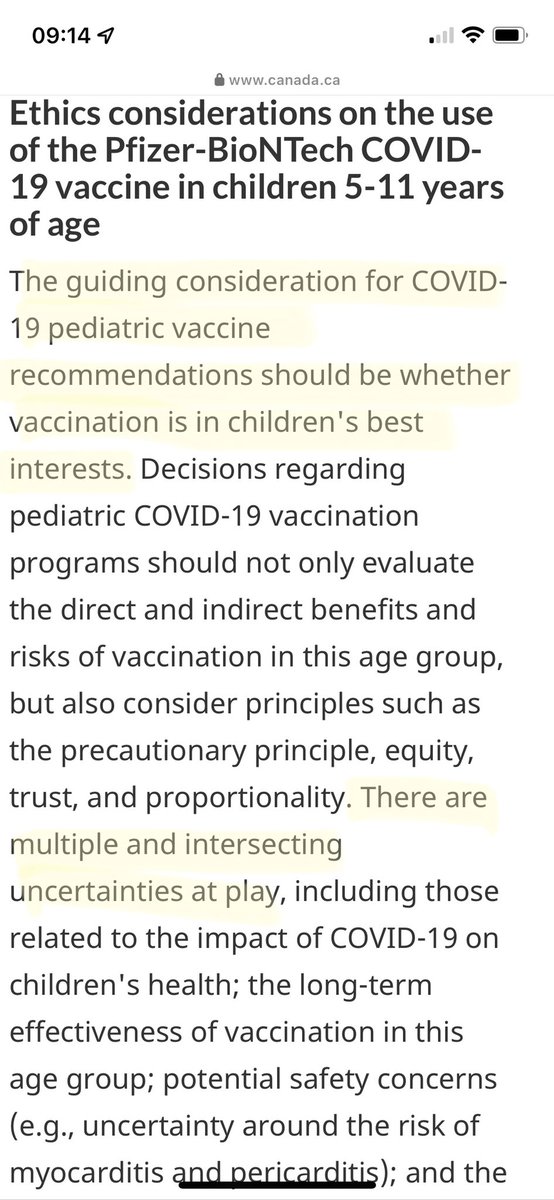 09:14
www.canada.ca
Ethics considerations on the use
of the Pfizer-BioNTech COVID-
19 vaccine in children 5-11 years
of age
The guiding consideration for COVID-
19 pediatric vaccine
recommendations should be whether
vaccination is in children's best
interests. Decisions regarding
pediatric COVID-19 vaccination
programs should not only evaluate
the direct and indirect benefits and
risks of vaccination in this age group,
but also consider principles such as
the precautionary principle, equity,
trust, and proportionality. There are
multiple and intersecting
uncertainties at play, including those
related to the impact of COVID-19 on
children's health; the long-term
effectiveness of vaccination in this
age group; potential safety concerns
(e.g., uncertainty around the risk of
myocarditis and pericarditis); and the